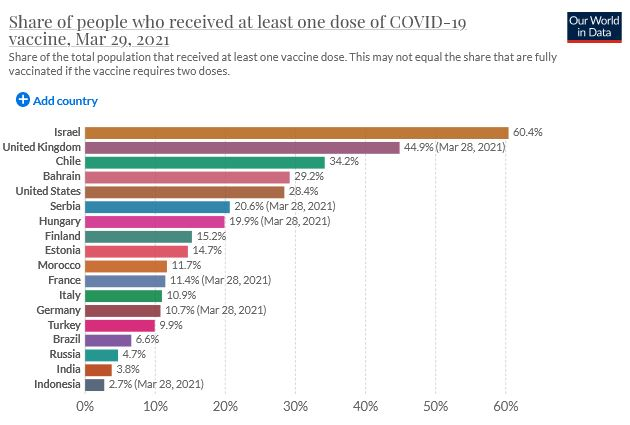 Share of people who received at least one dose of COVID-19
vaccine, Mar 29, 2021
Our World
in Data
Share of the total population that received at least one vaccine dose. This may not equal the share that are fully
vaccinated if the vaccine requires two doses.
Add country
Israel 60.4%
United Kingdom 44.9% (Mar 28, 2021)
Chile 34.2%
Bahrain 29.2%
United States 28.4%
Serbia 20.6% (Mar 28, 2021)
Hungary 19.9% (Mar 28, 2021)
Finland 15.2%
Estonia 14.7%
Morocco 11.7%
France 11.4% (Mar 28, 2021)
Italy 10.9%
Germany 10.7% (Mar 28, 2021)
Turkey 9.9%
Brazil 6.6%
Russia 4.7%
India 3.8%
Indonesia 2.7% (Mar 28, 2021)
0% 10% 20% 30% 40% 50% 60%